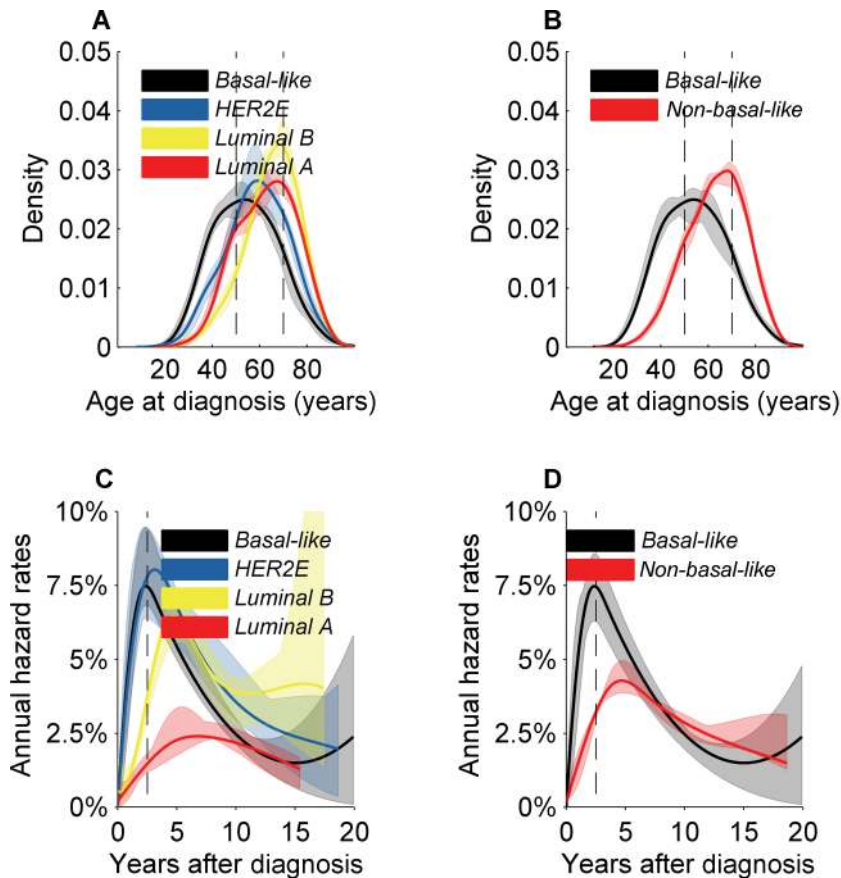 A
0.05
0.04
0.03
0.02
0.01
0
Density
Basal-like
HER2E
Luminal B
Luminal A
20 40 60 80
Age at diagnosis (years)
B
0.05
0.04
0.03
0.02
0.01
0
Density
Basal-like
Non-basal-like
20 40 60 80
Age at diagnosis (years)
C
10%
7.5%
5%
2.5%
0%
Annual hazard rates
Basal-like
HER2E
Luminal B
Luminal A
0 5 10 15 20
Years after diagnosis
D
10%
7.5%
5%
2.5%
0%
Annual hazard rates
Basal-like
Non-basal-like
0 5 10 15 20
Years after diagnosis